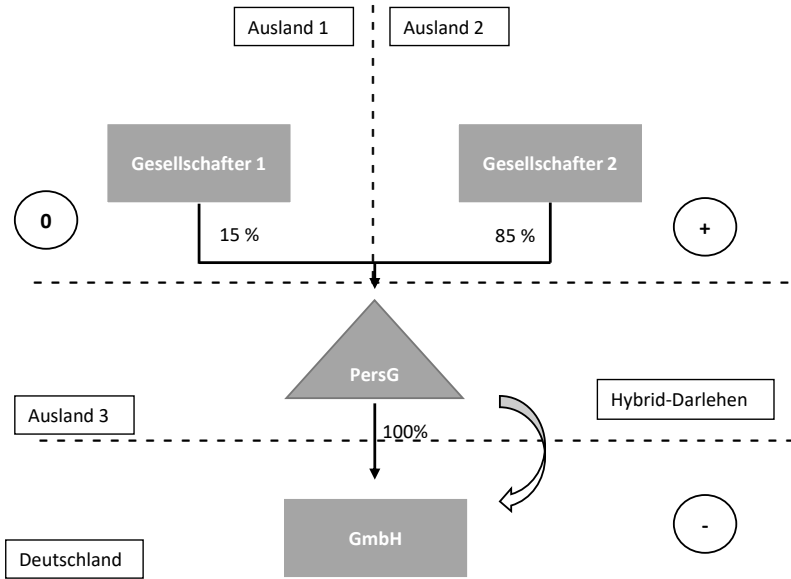 Ausland 1
Ausland 2
Gesellschafter 1
Gesellschafter 2
0
15 %
85 %
+
PersG
Ausland 3
Hybrid-Darlehen
100%
GmbH
-
Deutschland